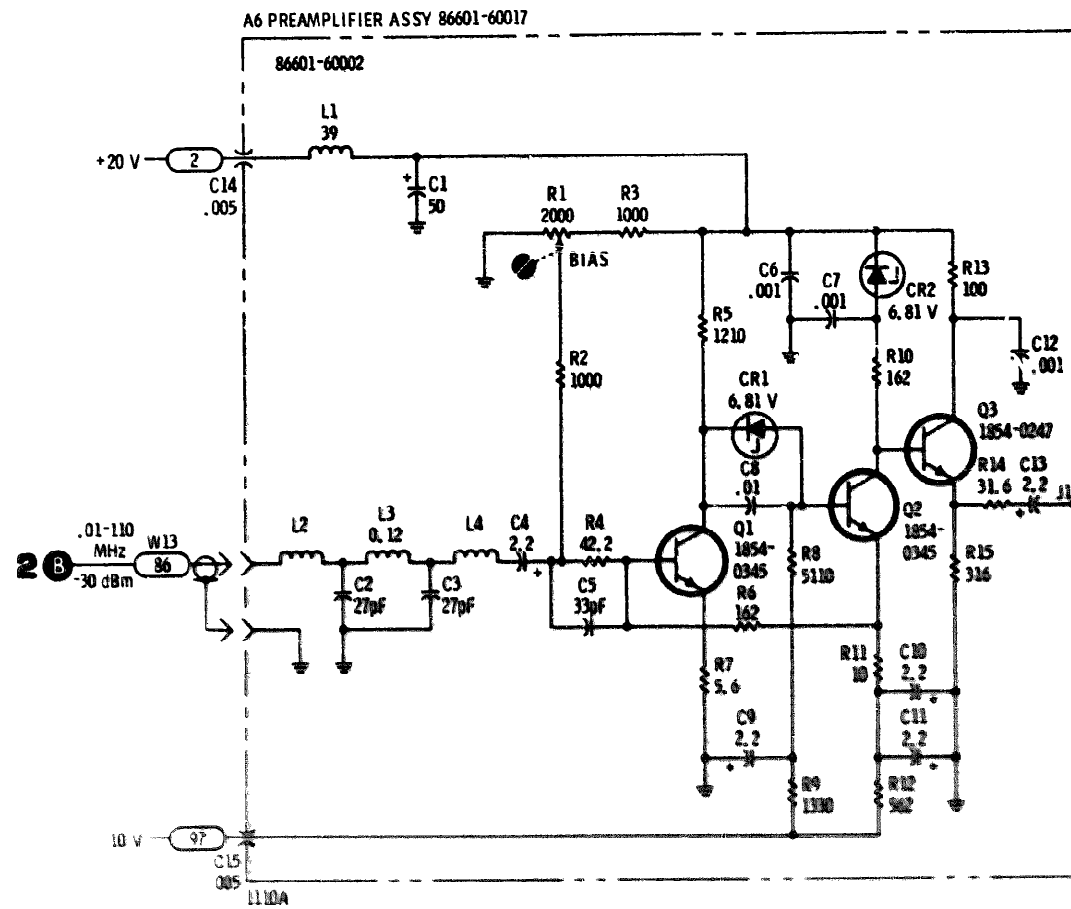 A6 PREAMPLIFIER ASSY 86601-60017
86601-60002
L1
39
+20 V
2
C14
.005
+
C1
50
R1
2000
R3
1000
BIAS
C6
.001
C7
.001
CR2
6.81 V
R13
100
R5
1210
R2
1000
R10
162
C12
.001
CR1
6.81 V
Q3
1854-0247
C8
.01
R14
31.6
C13
2.2
+
J1
.01-110
MHz
-30 dBm
2 B
W13
86
L2
L3
0.12
L4
C4
2.2
+
R4
42.2
Q1
1854-
0345
Q2
1854-
0345
R8
5110
R15
316
C2
27pF
C3
27pF
C5
33pF
R6
162
R7
5.6
R11
10
C10
2.2
+
C9
2.2
+
C11
2.2
+
R9
1330
R12
10 V
97
C15
1110A